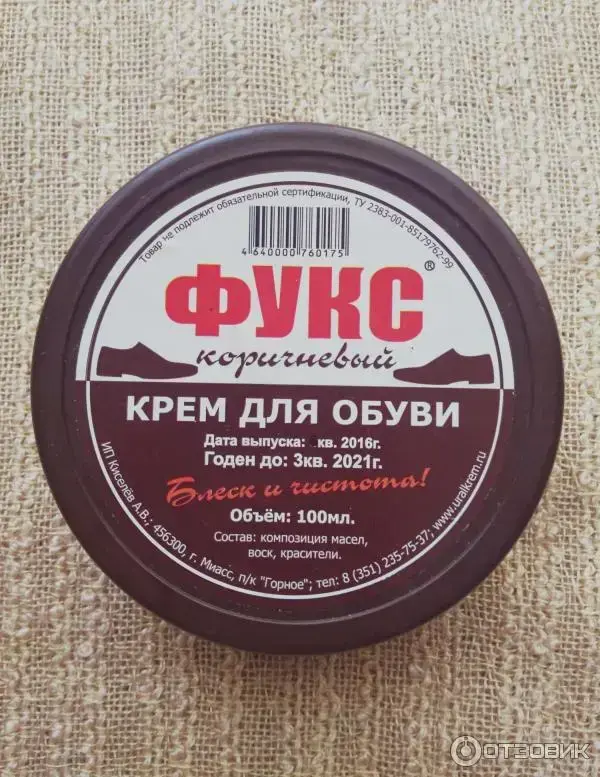 Товар не подлежит обязательной сертификации, ТУ 2383-001-85179762-99
4 640000 760175
ФУКС®
коричневый
КРЕМ ДЛЯ ОБУВИ
Дата выпуска: кв. 2016г.
Годен до: 3кв. 2021г.
Блеск и чистота!
Объём: 100мл.
Состав: композиция масел,
воск, красители.
ИП Киселёв А.В.; 456300, г. Миасс, п/к "Горное"; тел: 8 (351) 235-75-37; www.uralkrem.ru
ОТЗОВИК